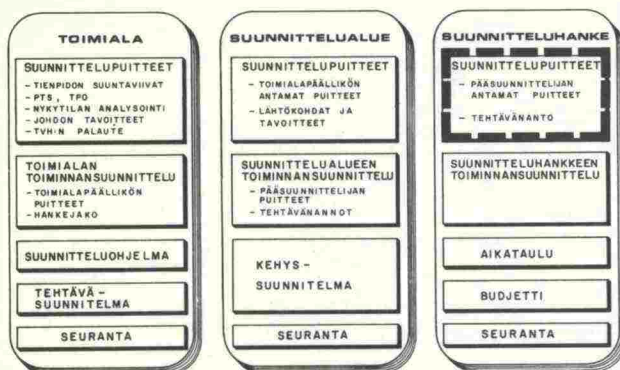 TOIMIALA
SUUNNITTELUPUITTEET
- TIENPIDON SUUNTAVIIVAT
- PTS, TPO
- NYKYTILAN ANALYSOINTI
- JOHDON TAVOITTEET
- TVH:N PALAUTE
TOIMIALAN
TOIMINNANSUUNNITTELU
- TOIMIALAPÄÄLLIKÖN
PUITTEET
- HANKEJAKO
SUUNNITTELUOHJELMA
TEHTÄVÄ-
SUUNNITELMA
SEURANTA
SUUNNITTELUALUE
SUUNNITTELUPUITTEET
- TOIMIALAPÄÄLLIKÖN
ANTAMAT PUITTEET
- LÄHTÖKOHDAT JA
TAVOITTEET
SUUNNITTELUALUEEN
TOIMINNANSUUNNITTELU
- PÄÄSUUNNITTELIJAN
PUITTEET
- TEHTÄVÄNANNOT
KEHYS-
SUUNNITELMA
SEURANTA
SUUNNITTELUHANKE
SUUNNITTELUPUITTEET
- PÄÄSUUNNITTELIJAN
ANTAMAT PUITTEET
- TEHTÄVÄNANTO
SUUNNITTELUHANKKEEN
TOIMINNANSUUNNITTELU
AIKATAULU
BUDJETTI
SEURANTA